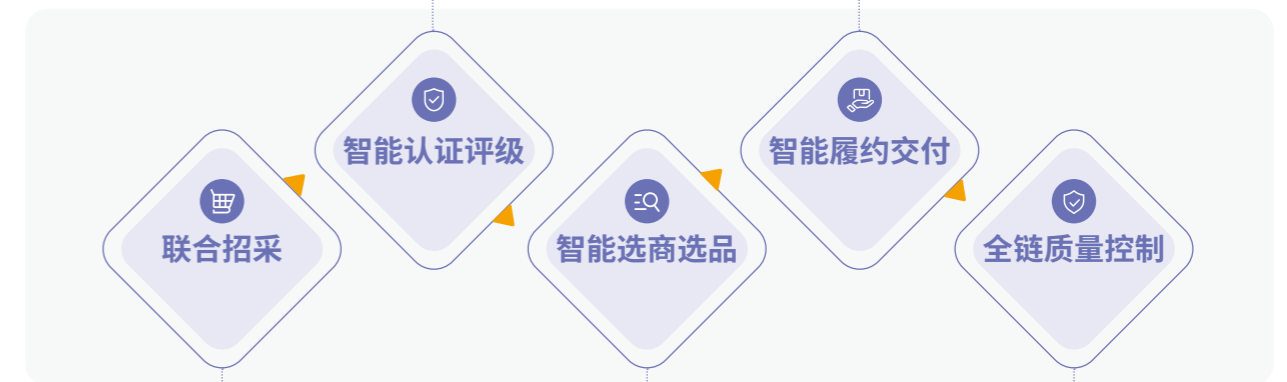 联合招采
智能认证评级
智能选商选品
智能履约交付
全链质量控制